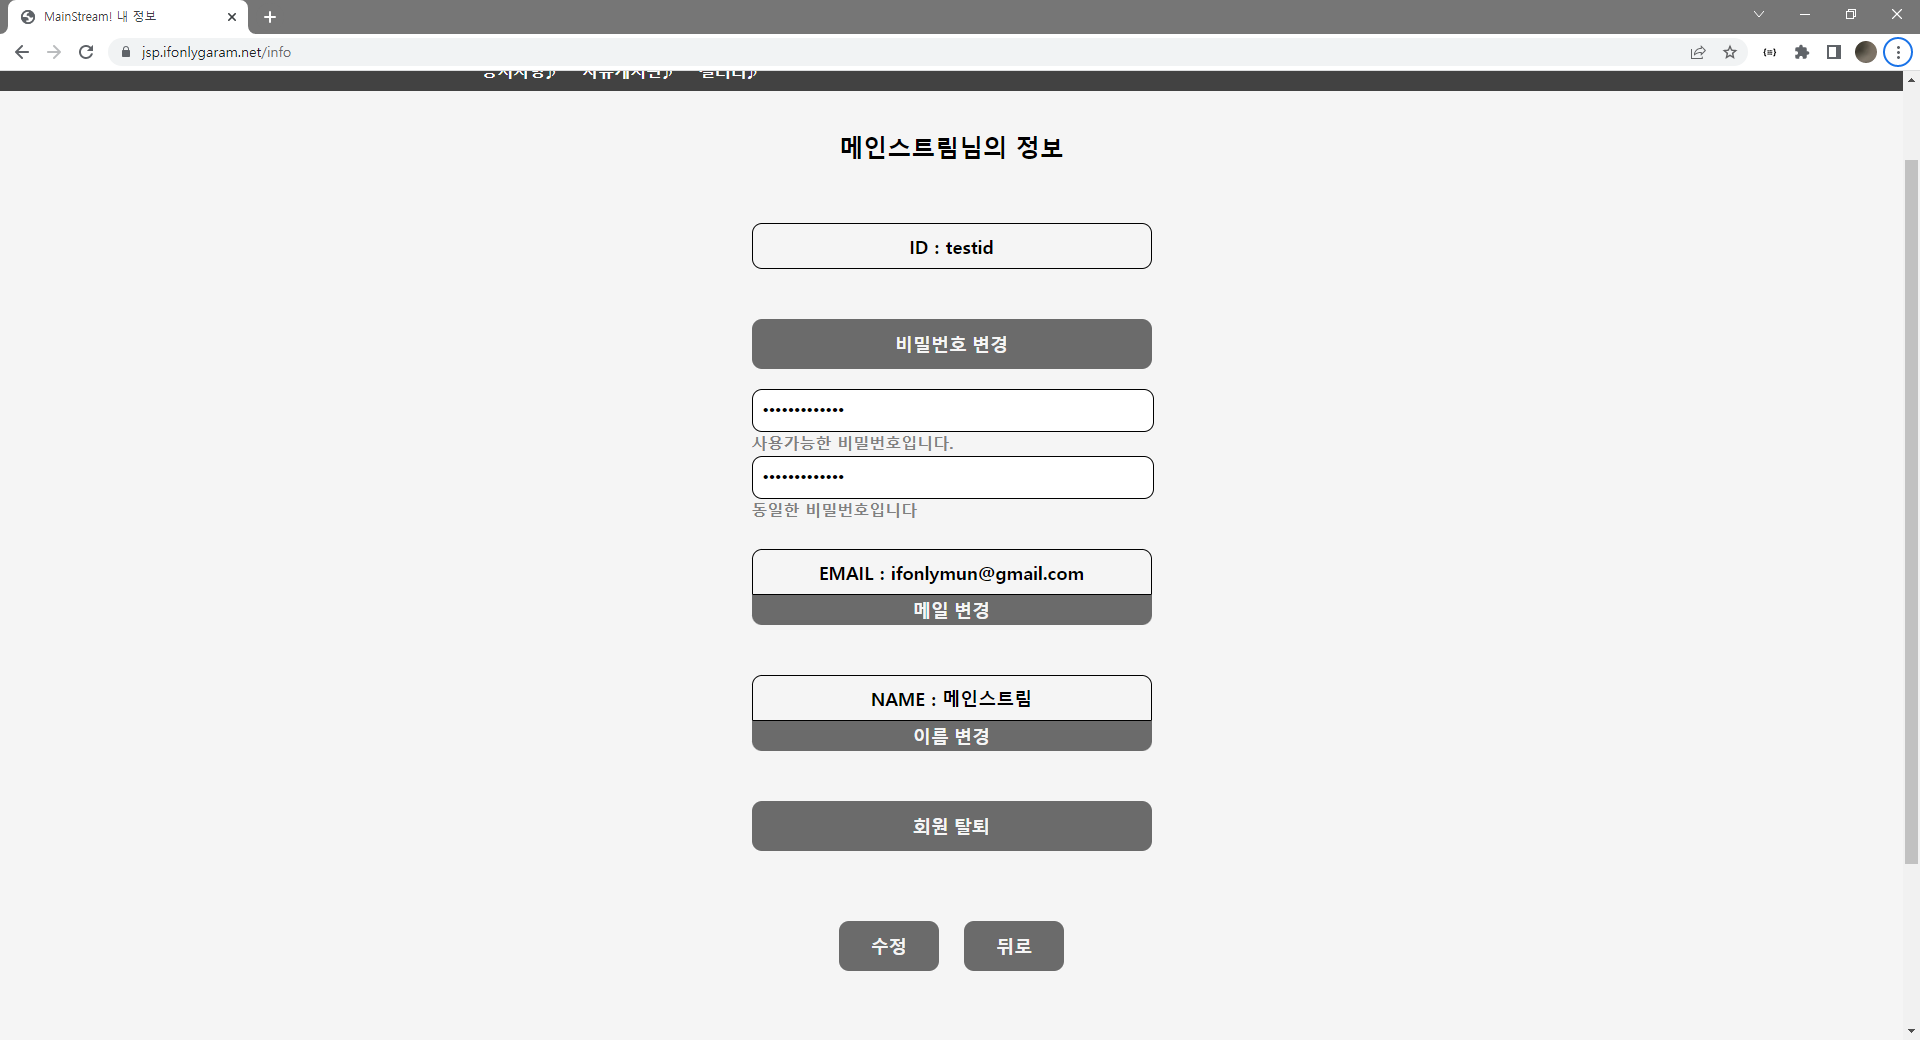 MainStream! 내 정보
jsp.ifonlygaram.net/info
메인스트림님의 정보
ID : testid
비밀번호 변경
•••••••••••••
사용가능한 비밀번호입니다.
•••••••••••••
동일한 비밀번호입니다
EMAIL : ifonlymun@gmail.com
메일 변경
NAME : 메인스트림
이름 변경
회원 탈퇴
수정 뒤로